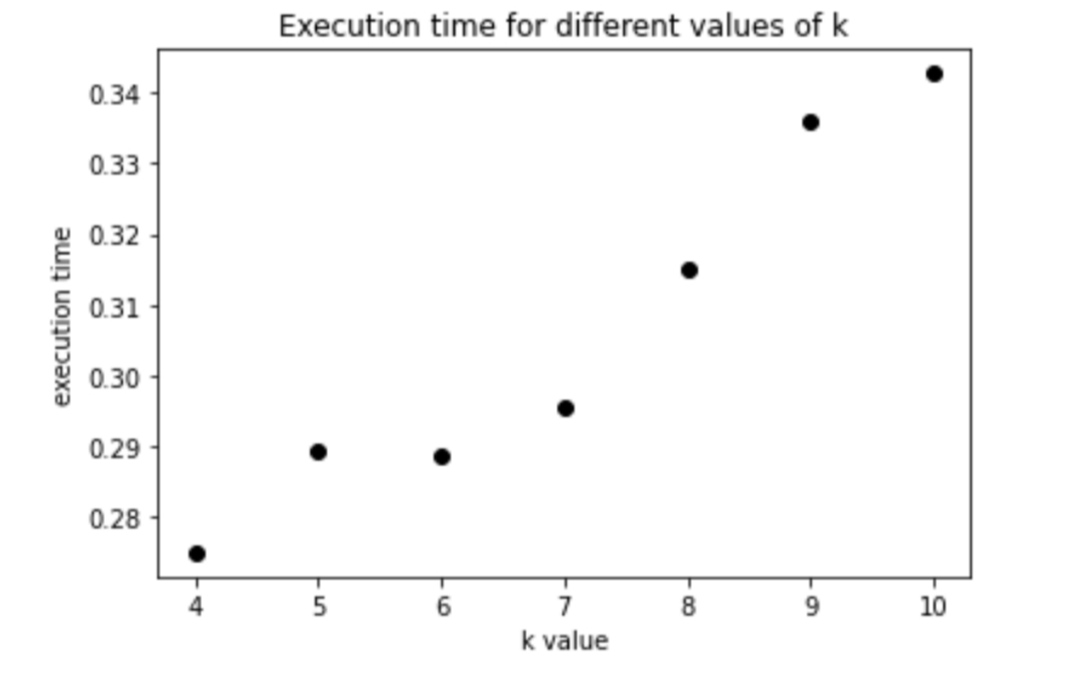 Execution time for different values of k
0.34
0.33
0.32
0.31
0.30
0.29
0.28
execution time
4 5 6 7 8 9 10
k value